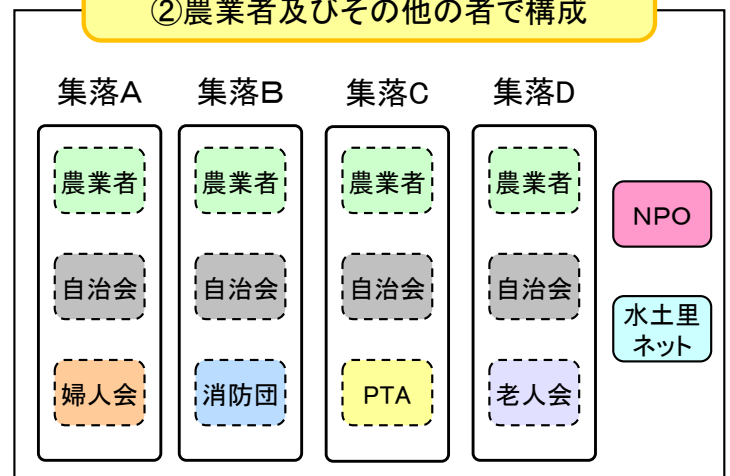 ②農業者及びその他の者で構成
集落A
集落B
集落C
集落D
農業者
農業者
農業者
農業者
NPO
自治会
自治会
自治会
自治会
水土里
ネット
婦人会
消防団
PTA
老人会